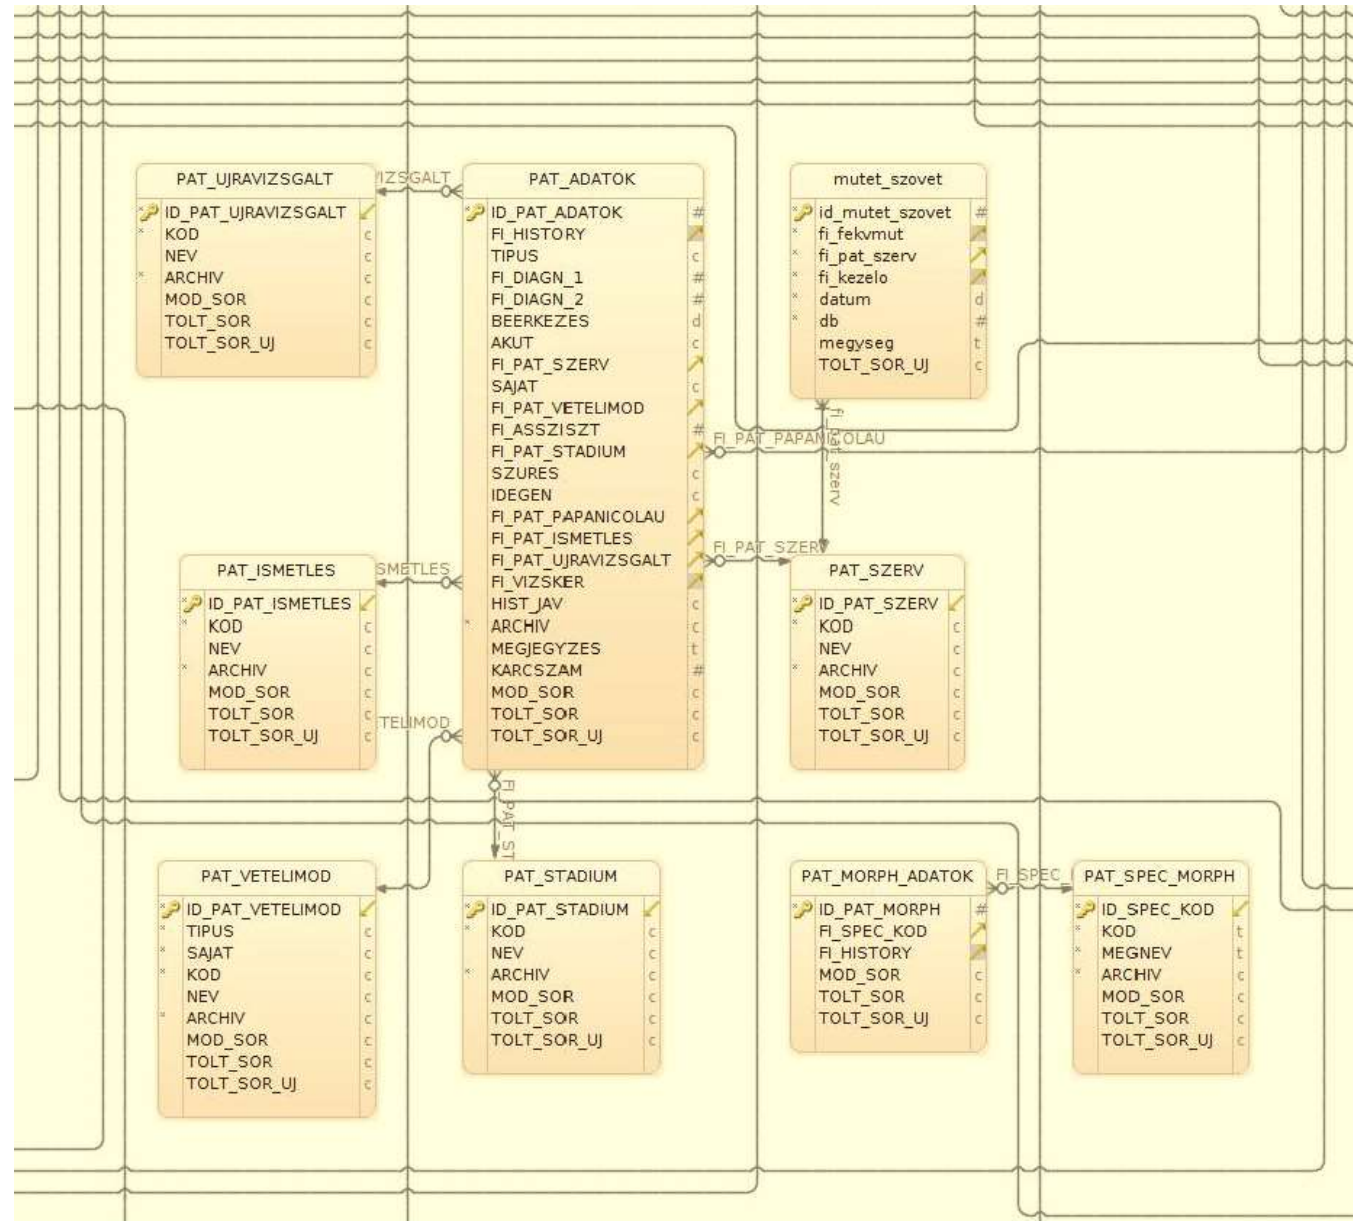 PAT_UJRAVIZSGALT
ID_PAT_UJRAVIZSGALT
* KOD c
NEV c
* ARCHIV c
MOD_SOR c
TOLT_SOR c
TOLT_SOR_UJ c
IZSGALT
PAT_ADATOK
* ID_PAT_ADATOK #
FI_HISTORY
TIPUS c
FI_DIAGN_1 #
FI_DIAGN_2 #
BEERKEZES d
AKUT c
FI_PAT_SZERV
SAJAT c
FI_PAT_VETELIMOD
FI_ASSZISZT #
FI_PAT_STADIUM
SZURES c
IDEGEN c
FI_PAT_PAPANICOLAU
FI_PAT_ISMETLES
FI_PAT_UJRAVIZSGALT
FI_VIZSKER
HIST_JAV c
* ARCHIV c
MEGJEGYZES t
KARCSZAM #
MOD_SOR c
TOLT_SOR c
TOLT_SOR_UJ c
mutet_szovet
* id_mutet_szovet #
* fi_fekvmut
* fi_pat_szerv
* fi_kezelo
* datum d
* db #
megyseg t
TOLT_SOR_UJ c
FI_PAT_PAPANICOLAU
fi_pat_szerv
FI_PAT_SZERV
PAT_ISMETLES
* ID_PAT_ISMETLES
* KOD c
NEV c
* ARCHIV c
MOD_SOR c
TOLT_SOR c
TOLT_SOR_UJ c
SMETLES
TELIMOD
PAT_SZERV
* ID_PAT_SZERV
* KOD c
NEV c
* ARCHIV c
MOD_SOR c
TOLT_SOR c
TOLT_SOR_UJ c
FI_PAT_ST
PAT_VETELIMOD
* ID_PAT_VETELIMOD
* TIPUS c
* SAJAT c
* KOD c
NEV c
* ARCHIV c
MOD_SOR c
TOLT_SOR c
TOLT_SOR_UJ c
PAT_STADIUM
* ID_PAT_STADIUM
* KOD c
NEV c
* ARCHIV c
MOD_SOR c
TOLT_SOR c
TOLT_SOR_UJ c
PAT_MORPH_ADATOK
* ID_PAT_MORPH #
FI_SPEC_KOD
FI_HISTORY
MOD_SOR c
TOLT_SOR c
TOLT_SOR_UJ c
FI_SPEC_
PAT_SPEC_MORPH
* ID_SPEC_KOD
* KOD t
* MEGNEV t
* ARCHIV c
MOD_SOR c
TOLT_SOR c
TOLT_SOR_UJ c